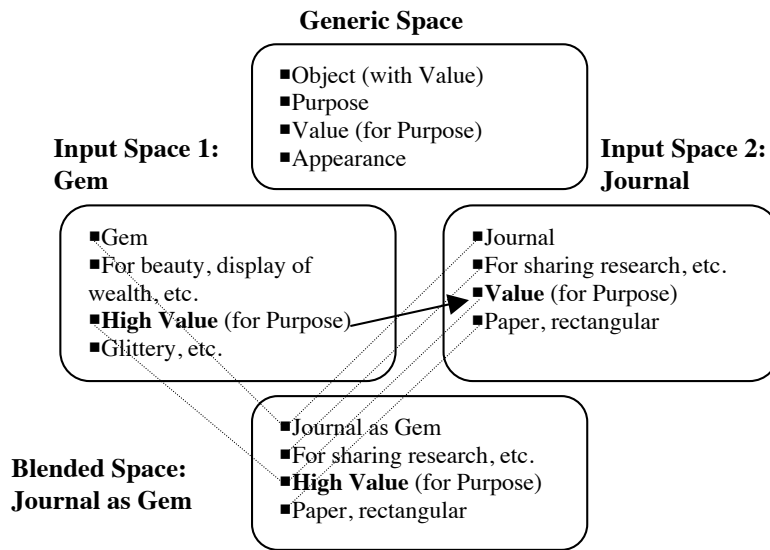 Generic Space
■Object (with Value)
■Purpose
■Value (for Purpose)
■Appearance
Input Space 1:
Gem
Input Space 2:
Journal
■Gem
■For beauty, display of
wealth, etc.
■High Value (for Purpose)
■Glittery, etc.
■Journal
■For sharing research, etc.
■Value (for Purpose)
■Paper, rectangular
Blended Space:
Journal as Gem
■Journal as Gem
■For sharing research, etc.
■High Value (for Purpose)
■Paper, rectangular